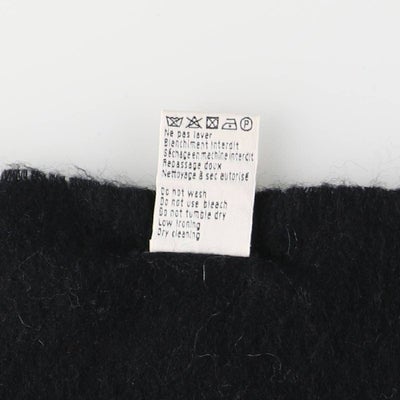 P
Ne pas laver
Blanchiment interdit
Séchage en machine interdit
Repassage doux
Nettoyage à sec autorisé
Do not wash
Do not use bleach
Do not tumble dry
Low ironing
Dry cleaning